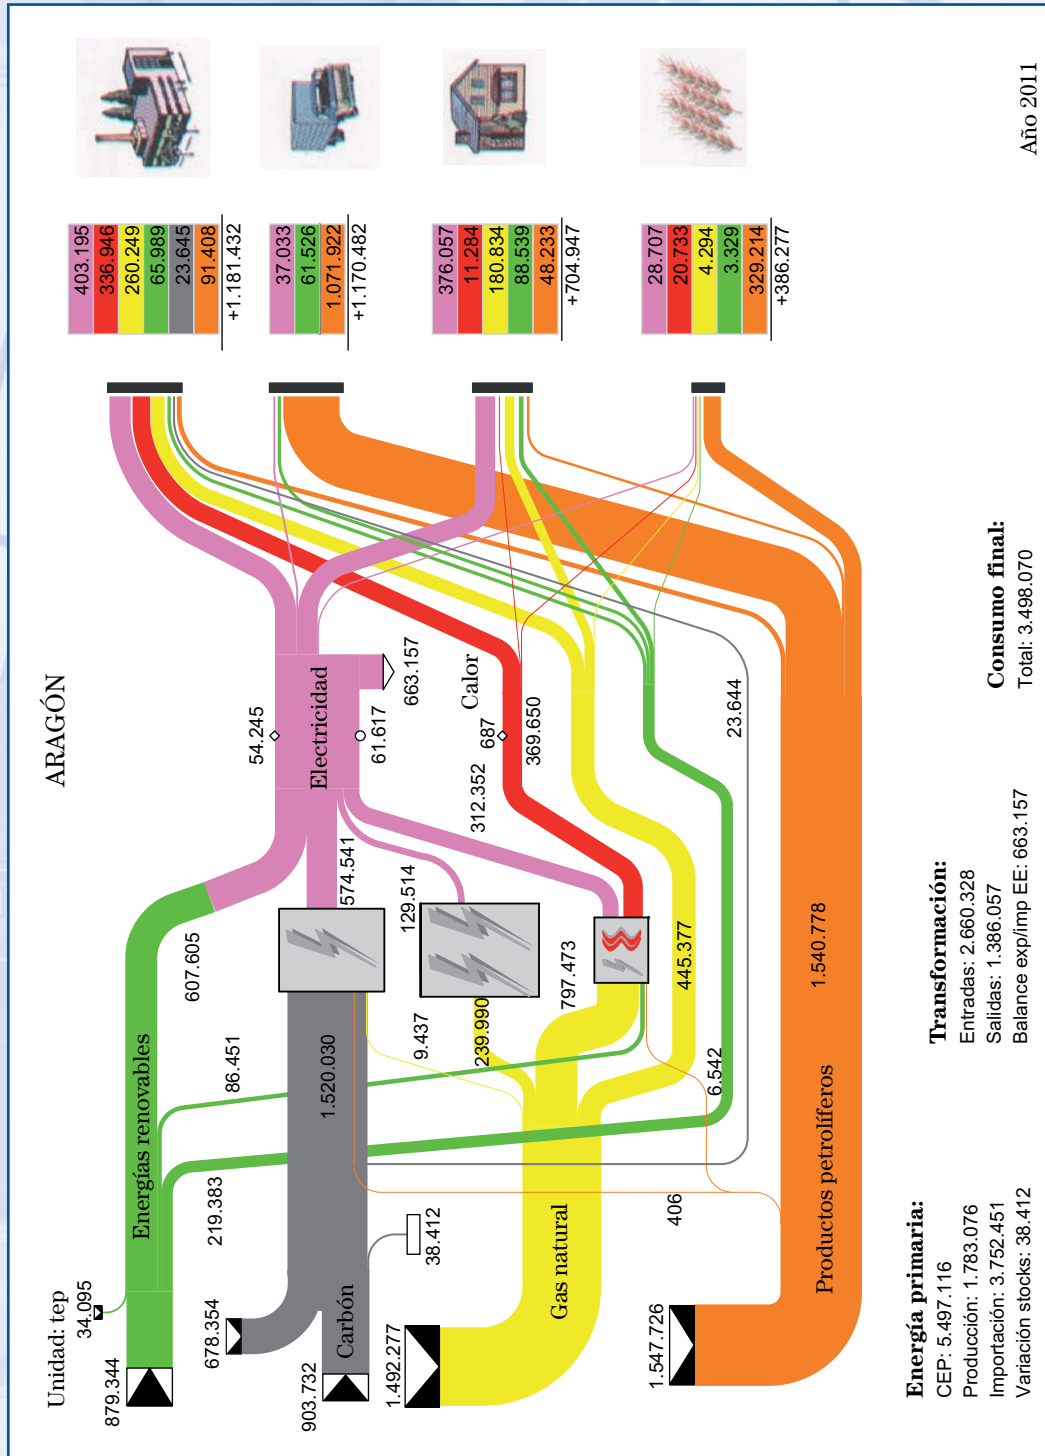 ARAGÓN
Unidad: tep
Año 2011
34.095
879.344
678.354
903.732
1.492.277
1.547.726
Energías renovables
Carbón
Gas natural
Productos petrolíferos
38.412
219.383
86.451
607.605
1.520.030
9.437
239.990
797.473
445.377
6.542
406
1.540.778
574.541
129.514
312.352
369.650
687
Calor
Electricidad
54.245
61.617
663.157
23.644
403.195
336.946
260.249
65.989
23.645
91.408
+1.181.432
37.033
61.526
1.071.922
+1.170.482
376.057
11.284
180.834
88.539
48.233
+704.947
28.707
20.733
4.294
3.329
329.214
+386.277
Energía primaria:
CEP: 5.497.116
Producción: 1.783.076
Importación: 3.752.451
Variación stocks: 38.412
Transformación:
Entradas: 2.660.328
Salidas: 1.386.057
Balance exp/imp EE: 663.157
Consumo final:
Total: 3.498.070